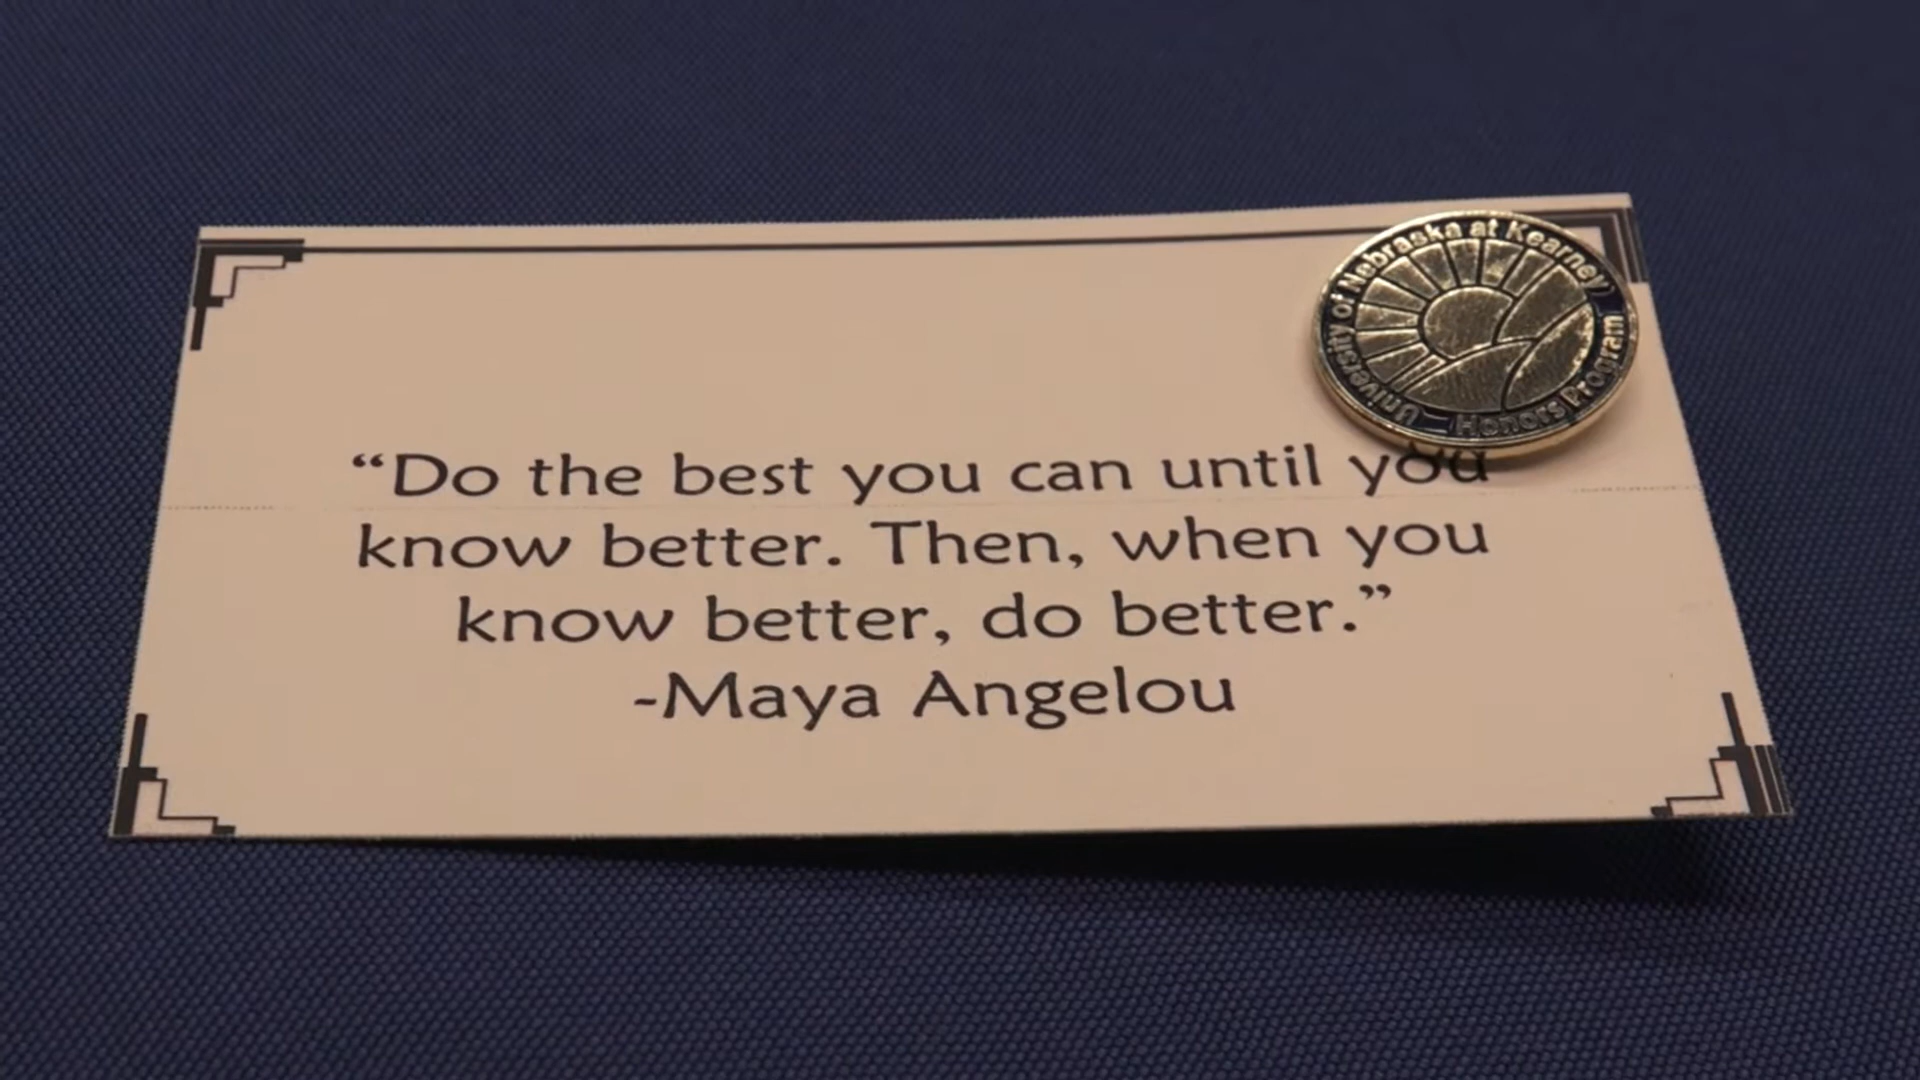 University of Nebraska at Kearney
Honors Program
“Do the best you can until you
know better. Then, when you
know better, do better.”
-Maya Angelou